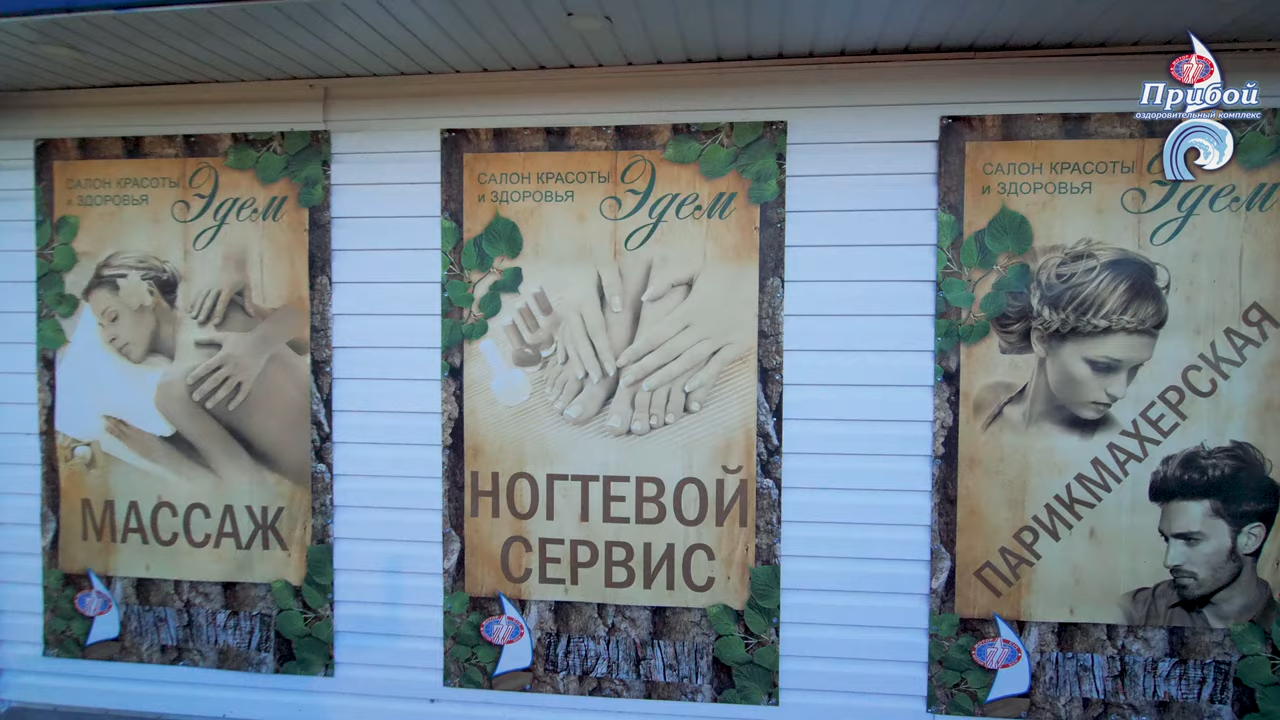 Прибой
оздоровительный комплекс
САЛОН КРАСОТЫ
и ЗДОРОВЬЯ
Эдем
МАССАЖ
САЛОН КРАСОТЫ
и ЗДОРОВЬЯ
Эдем
НОГТЕВОЙ
СЕРВИС
САЛОН КРАСОТЫ
и ЗДОРОВЬЯ
Эдем
ПАРИКМАХЕРСКАЯ